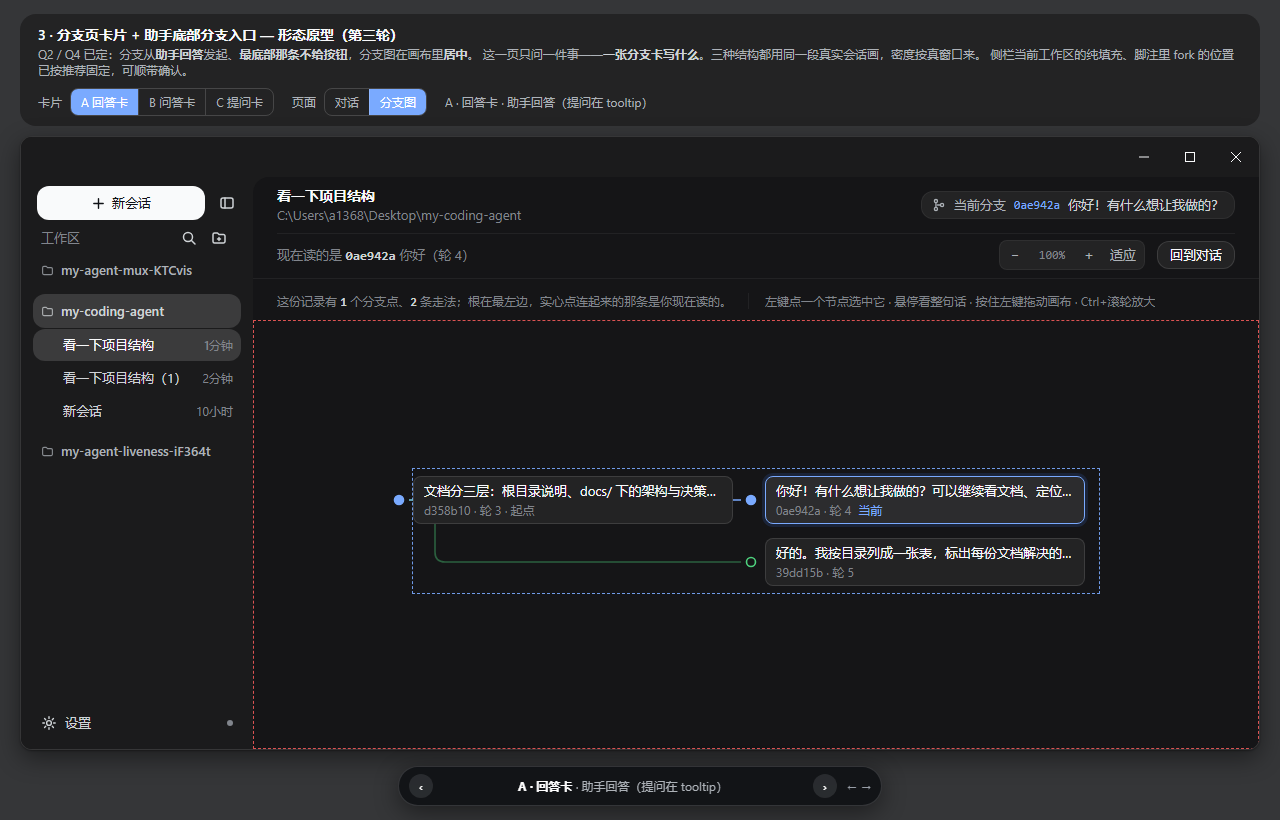 3 · 分支页卡片 + 助手底部分支入口 — 形态原型（第三轮）
Q2 / Q4 已定：分支从助手回答发起、最底部那条不给按钮，分支图在画布里居中。 这一页只问一件事——一张分支卡写什么。三种结构都用同一段真实会话画，密度按真窗口来。 侧栏当前工作区的纯填充、脚注里 fork 的位置
已按推荐固定，可顺带确认。
卡片 A 回答卡 B 问答卡 C 提问卡 页面 对话 分支图 A · 回答卡 · 助手回答（提问在 tooltip）
+ 新会话
工作区
my-agent-mux-KTCvis
my-coding-agent
看一下项目结构 1分钟
看一下项目结构（1） 2分钟
新会话 10小时
my-agent-liveness-iF364t
设置
看一下项目结构
C:\Users\a1368\Desktop\my-coding-agent
当前分支 0ae942a 你好！有什么想让我做的？
现在读的是 0ae942a 你好（轮 4）
− 100% + 适应 回到对话
这份记录有 1 个分支点、2 条走法；根在最左边，实心点连起来的那条是你现在读的。 左键点一个节点选中它 · 悬停看整句话 · 按住左键拖动画布 · Ctrl+滚轮放大
文档分三层：根目录说明、docs/ 下的架构与决策...
d358b10 · 轮 3 · 起点
你好！有什么想让我做的？可以继续看文档、定位...
0ae942a · 轮 4 当前
好的。我按目录列成一张表，标出每份文档解决的...
39dd15b · 轮 5
‹ A · 回答卡 · 助手回答（提问在 tooltip） › ←→